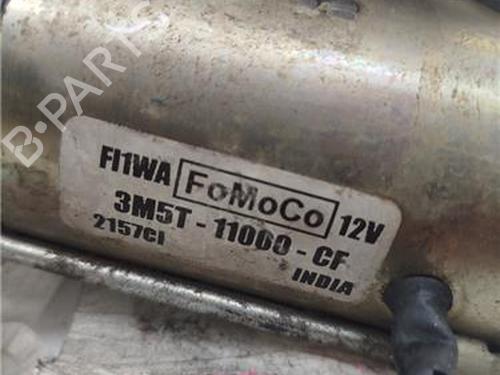 B-PARTS
FI1WA FoMoCo 12V
3M5T - 11000 - CF
2157CI
INDIA